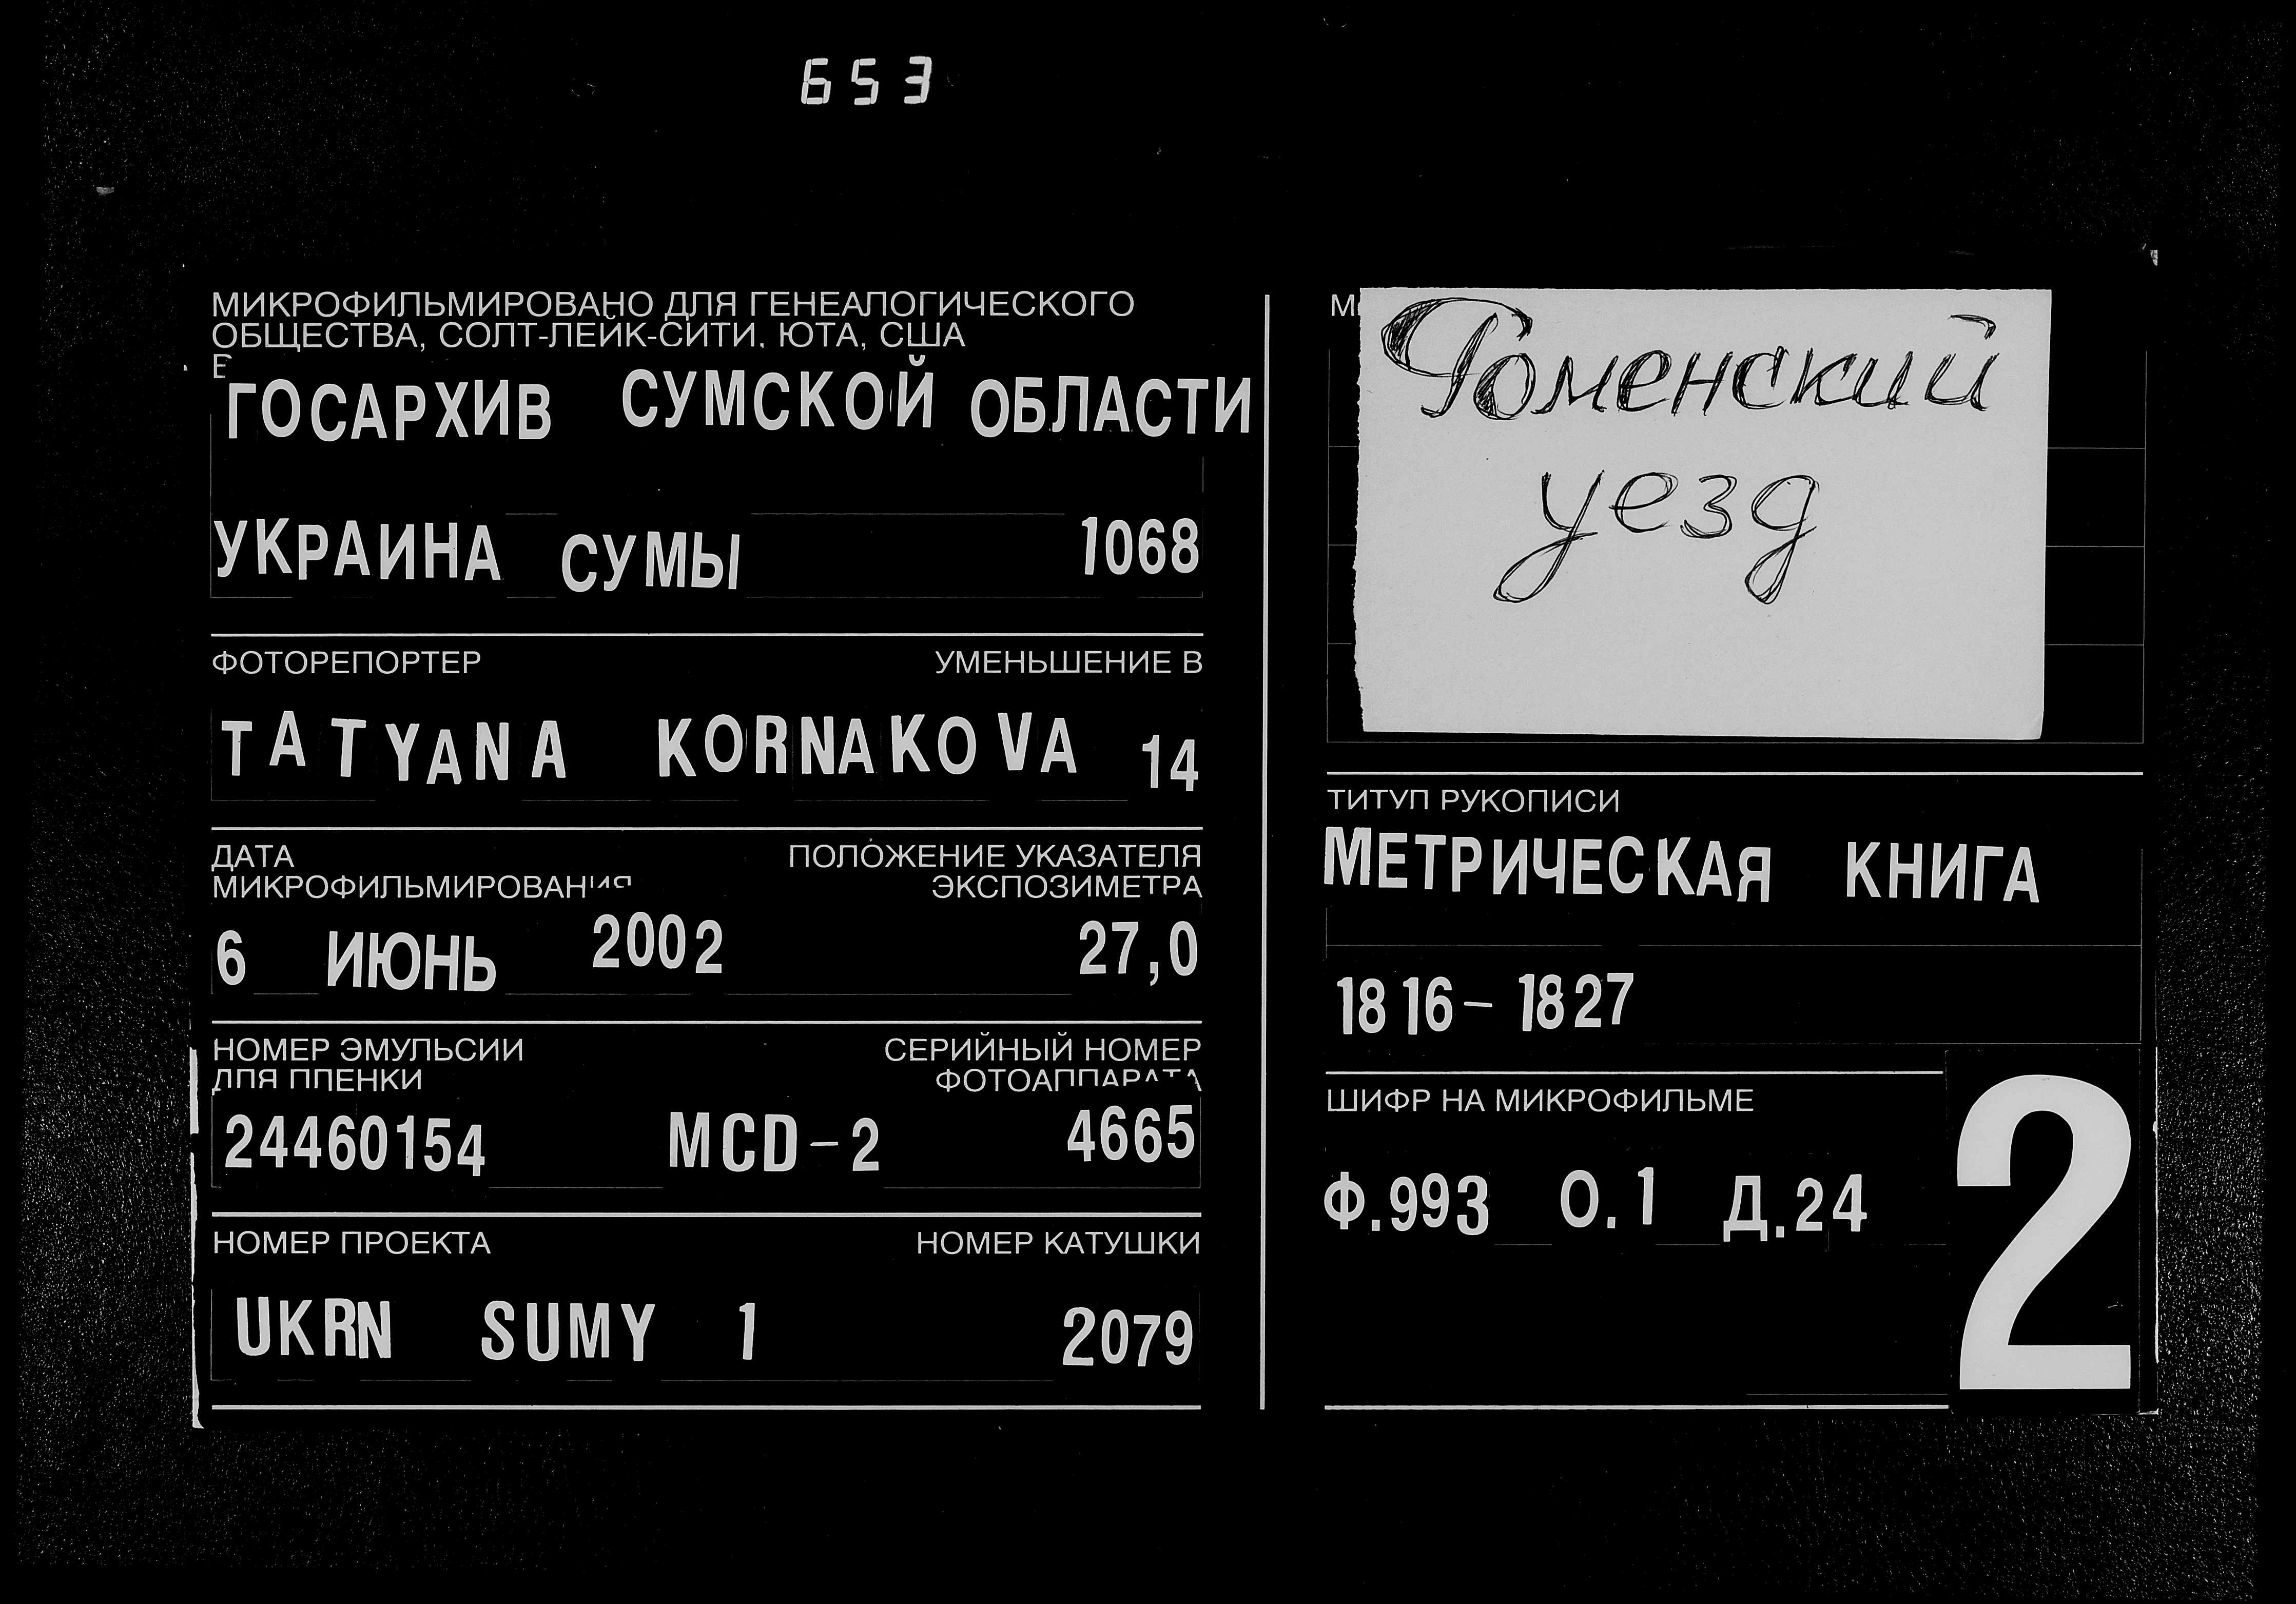 653
МИКРОФИЛЬМИРОВАНО ДЛЯ ГЕНЕАЛОГИЧЕСКОГО
ОБЩЕСТВА, СОЛТ-ЛЕЙК-СИТИ, ЮТА, США
В
ГОСАРХИВ СУМСКОЙ ОБЛАСТИ
УКРАИНА СУМЫ 1068
ФОТОРЕПОРТЕР УМЕНЬШЕНИЕ В
TATYANA KORNAKOVA 14
ДАТА ПОЛОЖЕНИЕ УКАЗАТЕЛЯ
МИКРОФИЛЬМИРОВАНИЯ ЭКСПОЗИМЕТРА
6 ИЮНЬ 2002 27,0
НОМЕР ЭМУЛЬСИИ СЕРИЙНЫЙ НОМЕР
ДЛЯ ПЛЕНКИ ФОТОАППАРАТА
24460154 MCD-2 4665
НОМЕР ПРОЕКТА НОМЕР КАТУШКИ
UKRN SUMY 1 2079
Роменский
уезд
ТИТУЛ РУКОПИСИ
МЕТРИЧЕСКАЯ КНИГА
1816-1827
ШИФР НА МИКРОФИЛЬМЕ
Ф.993 О.1 Д.24
2